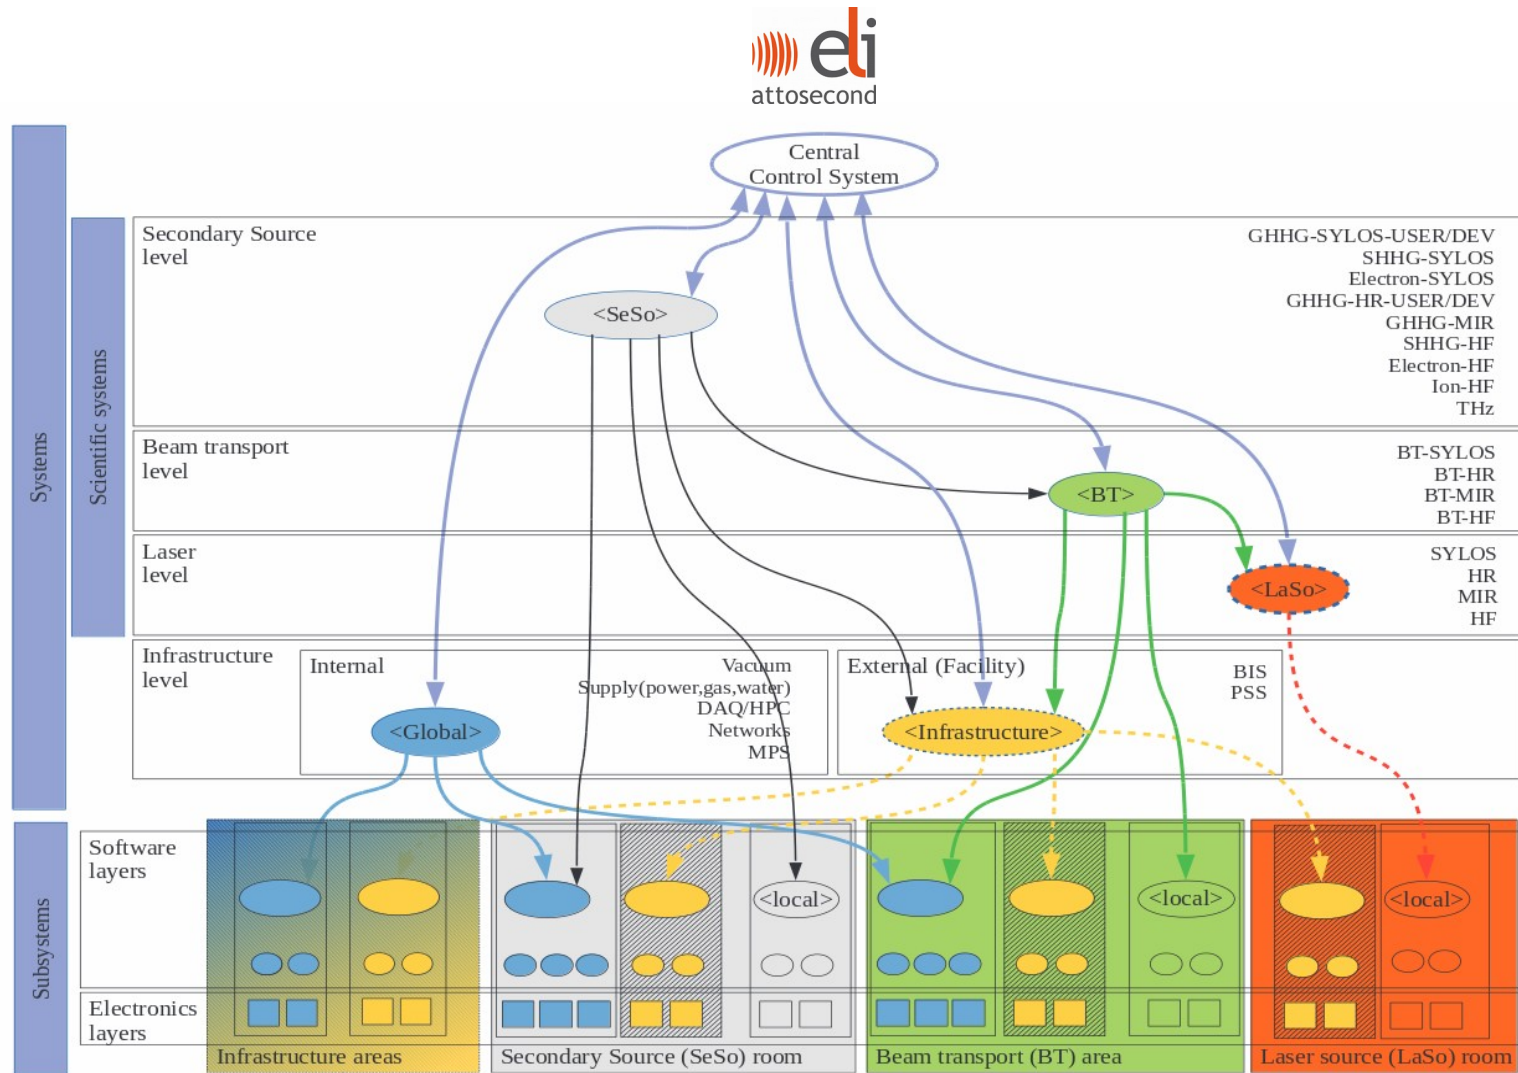 eli
attosecond
Central
Control System
Systems
Scientific systems
Secondary Source
level
<SeSo>
GHHG-SYLOS-USER/DEV
SHHG-SYLOS
Electron-SYLOS
GHHG-HR-USER/DEV
GHHG-MIR
SHHG-HF
Electron-HF
Ion-HF
THz
Beam transport
level
<BT>
BT-SYLOS
BT-HR
BT-MIR
BT-HF
Laser
level
<LaSo>
SYLOS
HR
MIR
HF
Infrastructure
level
Internal
Vacuum
Supply(power,gas,water)
DAQ/HPC
Networks
MPS
<Global>
External (Facility)
<Infrastructure>
BIS
PSS
Subsystems
Software
layers
<local>
<local>
<local>
Electronics
layers
Infrastructure areas
Secondary Source (SeSo) room
Beam transport (BT) area
Laser source (LaSo) room